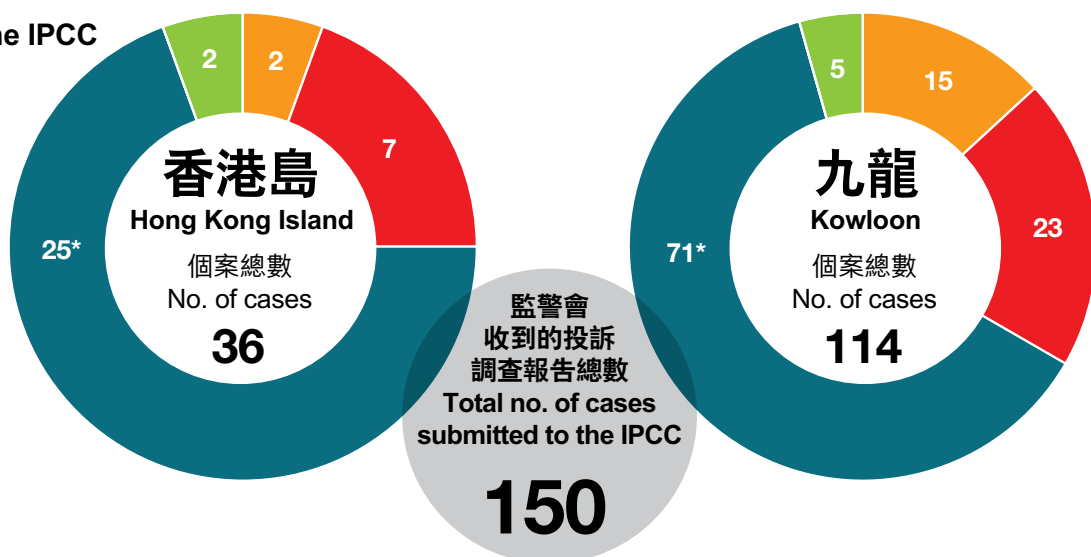 he IPCC
2
2
7
25*
香港島
Hong Kong Island
個案總數
No. of cases
36
5
15
23
71*
九龍
Kowloon
個案總數
No. of cases
114
監警會
收到的投訴
調查報告總數
Total no. of cases
submitted to the IPCC
150